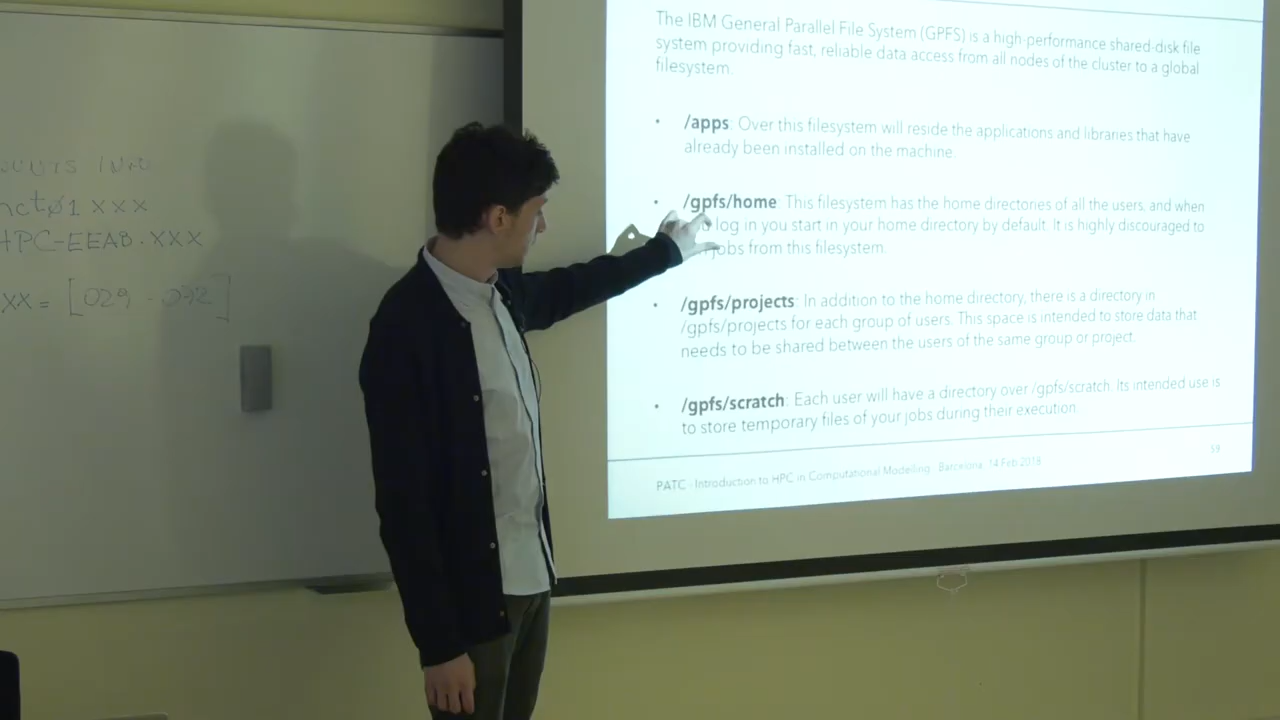 nct01 XXX
HPC-EEAB.XXX
XX = [029 - 032]
The IBM General Parallel File System (GPFS) is a high-performance shared-disk file
system providing fast, reliable data access from all nodes of the cluster to a global
filesystem.
• /apps: Over this filesystem will reside the applications and libraries that have
already been installed on the machine.
• /gpfs/home: This filesystem has the home directories of all the users, and when
log in you start in your home directory by default. It is highly discouraged to
jobs from this filesystem.
• /gpfs/projects: In addition to the home directory, there is a directory in
/gpfs/projects for each group of users. This space is intended to store data that
needs to be shared between the users of the same group or project.
• /gpfs/scratch: Each user will have a directory over /gpfs/scratch. Its intended use is
to store temporary files of your jobs during their execution.
PATC - Introduction to HPC in Computational Modelling - Barcelona, 14 Feb 2018
59